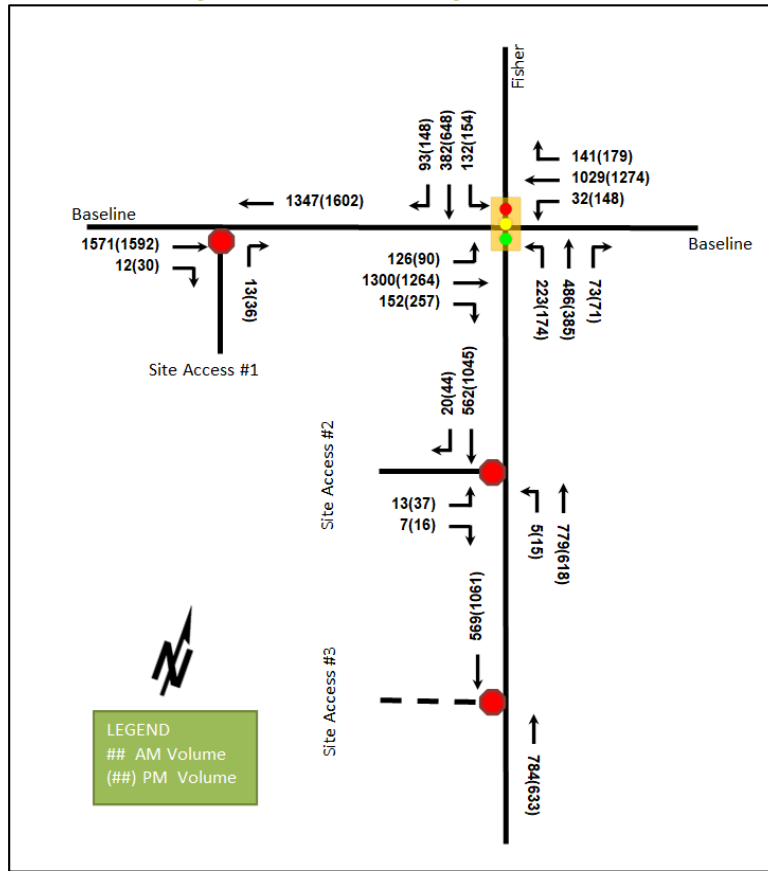 Fisher
93(148)
382(648)
132(154)
141(179)
1029(1274)
32(148)
1347(1602)
Baseline
Baseline
1571(1592)
12(30)
13(36)
126(90)
1300(1264)
152(257)
223(174)
486(385)
73(71)
Site Access #1
20(44)
562(1045)
Site Access #2
13(37)
7(16)
5(15)
779(618)
569(1061)
Site Access #3
784(633)
N
LEGEND
## AM Volume
(##) PM Volume